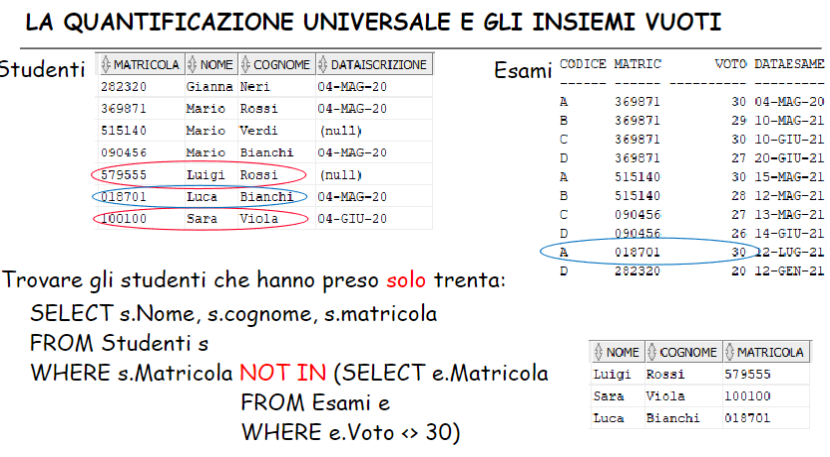 LA QUANTIFICAZIONE UNIVERSALE E GLI INSIEMI VUOTI
Studenti
MATRICOLA NOME COGNOME DATAISCRIZIONE
282320 Gianna Neri 04-MAG-20
369871 Mario Rossi 04-MAG-20
515140 Mario Verdi (null)
090456 Mario Bianchi 04-MAG-20
579555 Luigi Rossi (null)
018701 Luca Bianchi 04-MAG-20
100100 Sara Viola 04-GIU-20
Esami
CODICE MATRIC VOTO DATAESAME
------ ------ ---------- ---------
A 369871 30 04-MAG-20
B 369871 29 10-MAG-21
C 369871 30 10-GIU-21
D 369871 27 20-GIU-21
A 515140 30 15-MAG-21
B 515140 28 12-MAG-21
C 090456 27 13-MAG-21
D 090456 26 14-GIU-21
A 018701 30 12-LUG-21
D 282320 20 12-GEN-21
Trovare gli studenti che hanno preso solo trenta:
SELECT s.Nome, s.cognome, s.matricola
FROM Studenti s
WHERE s.Matricola NOT IN (SELECT e.Matricola
FROM Esami e
WHERE e.Voto <> 30)
NOME COGNOME MATRICOLA
Luigi Rossi 579555
Sara Viola 100100
Luca Bianchi 018701